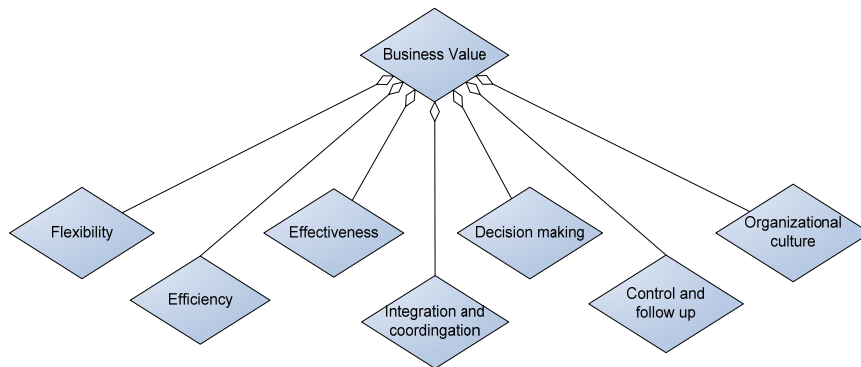 Business Value
Flexibility
Efficiency
Effectiveness
Integration and
coordingation
Decision making
Control and
follow up
Organizational
culture